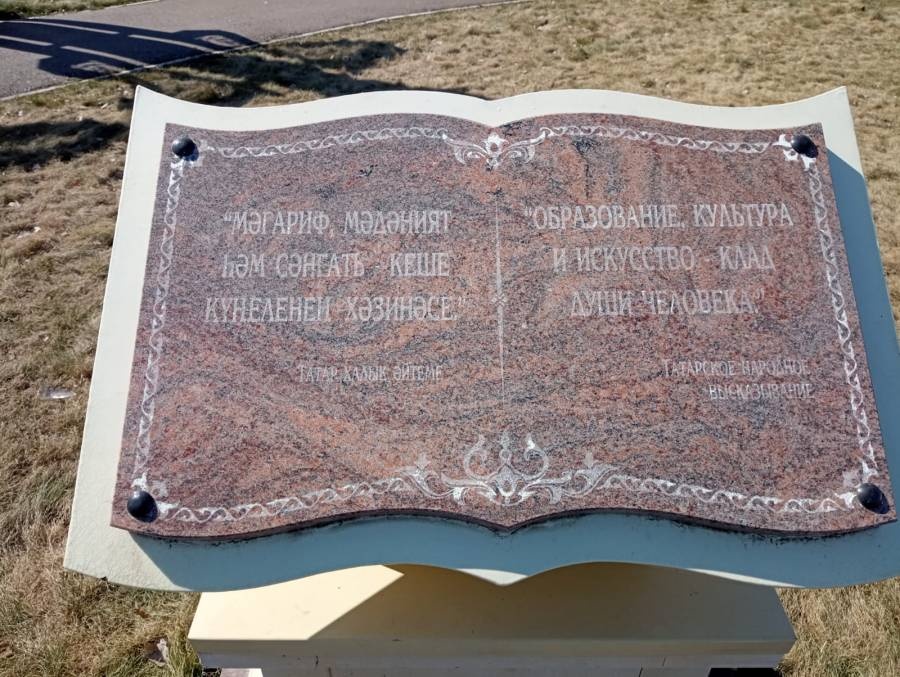 “МӘГАРИФ, МӘДӘНИЯТ
ҺӘМ СӘНГАТЬ - КЕШЕ
КҮҢЕЛЕНЕҢ ХӘЗИНӘСЕ.”
ТАТАР ХАЛЫК ӘЙТЕМЕ
“ОБРАЗОВАНИЕ, КУЛЬТУРА
И ИСКУССТВО - КЛАД
ДУШИ ЧЕЛОВЕКА.”
ТАТАРСКОЕ НАРОДНОЕ
ВЫСКАЗЫВАНИЕ